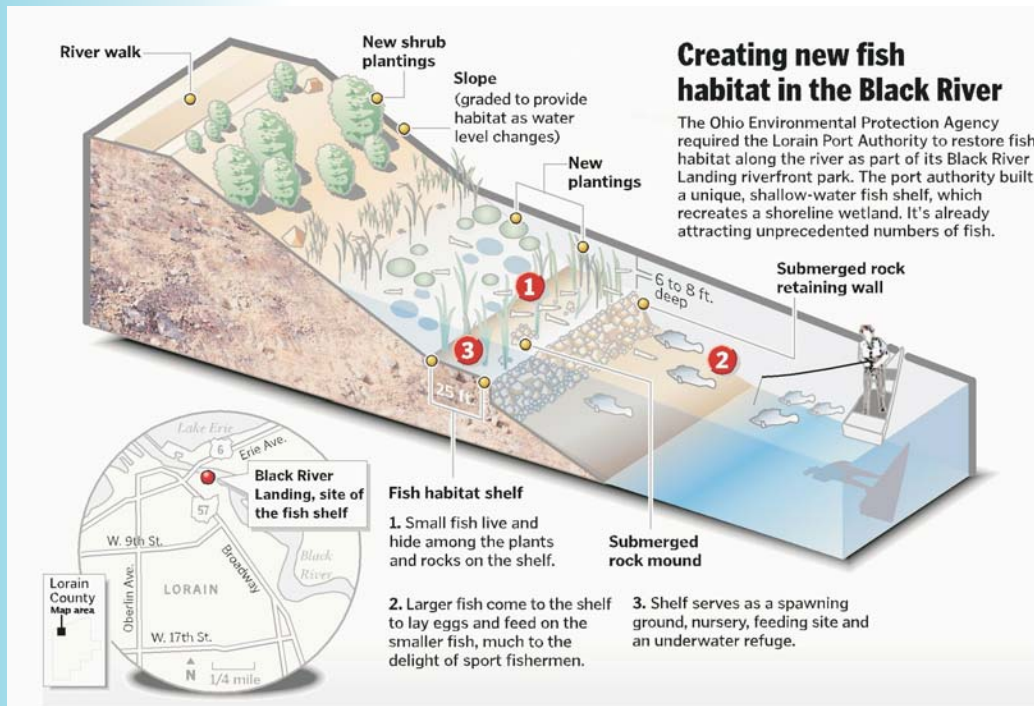 Creating new fish
habitat in the Black River
The Ohio Environmental Protection Agency
required the Lorain Port Authority to restore fish
habitat along the river as part of its Black River
Landing riverfront park. The port authority built
a unique, shallow-water fish shelf, which
recreates a shoreline wetland. It's already
attracting unprecedented numbers of fish.
River walk
New shrub
plantings
Slope
(graded to provide
habitat as water
level changes)
New
plantings
6 to 8 ft.
deep
Submerged rock
retaining wall
1
2
3
25 ft.
Submerged
rock mound
Fish habitat shelf
1. Small fish live and
hide among the plants
and rocks on the shelf.
2. Larger fish come to the shelf
to lay eggs and feed on the
smaller fish, much to the
delight of sport fishermen.
3. Shelf serves as a spawning
ground, nursery, feeding site and
an underwater refuge.
Lake Erie
6
Erie Ave.
Black River
Landing, site of
the fish shelf
57
W. 9th St.
Broadway
Black
River
Oberlin Ave.
LORAIN
W. 17th St.
N
1/4 mile
Lorain
County
Map area